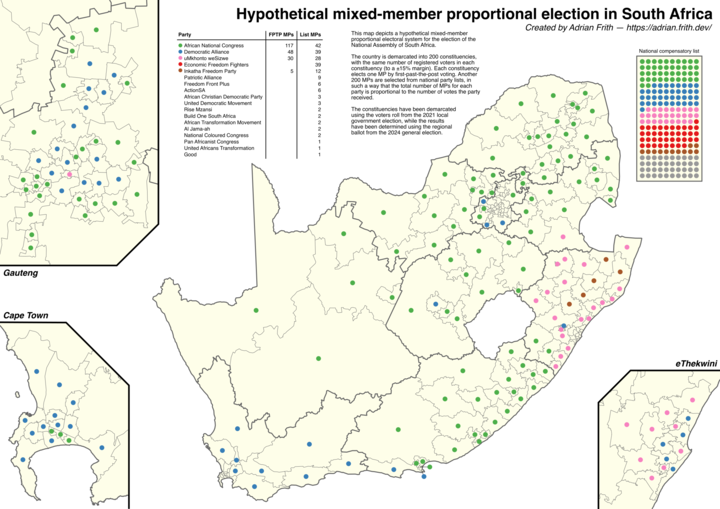 Hypothetical mixed-member proportional election in South Africa
Created by Adrian Frith — https://adrian.frith.dev/
Party FPTP MPs List MPs
African National Congress 117 42
Democratic Alliance 48 39
uMkhonto weSizwe 30 28
Economic Freedom Fighters 39
Inkatha Freedom Party 5 12
Patriotic Alliance 9
Freedom Front Plus 6
ActionSA 6
African Christian Democratic Party 3
United Democratic Movement 3
Rise Mzansi 2
Build One South Africa 2
African Transformation Movement 2
Al Jama-ah 2
National Coloured Congress 1
Pan Africanist Congress 1
United Africans Transformation 1
Good 1
This map depicts a hypothetical mixed-member
proportional electoral system for the election of the
National Assembly of South Africa.
The country is demarcated into 200 constituencies,
with the same number of registered voters in each
constituency (to a ±15% margin). Each constituency
elects one MP by first-past-the-post voting. Another
200 MPs are selected from national party lists, in
such a way that the total number of MPs for each
party is proportional to the number of votes the party
received.
The constituencies have been demarcated
using the voters roll from the 2021 local
government election, while the results
have been determined using the regional
ballot from the 2024 general election.
National compensatory list
Gauteng
Cape Town
eThekwini